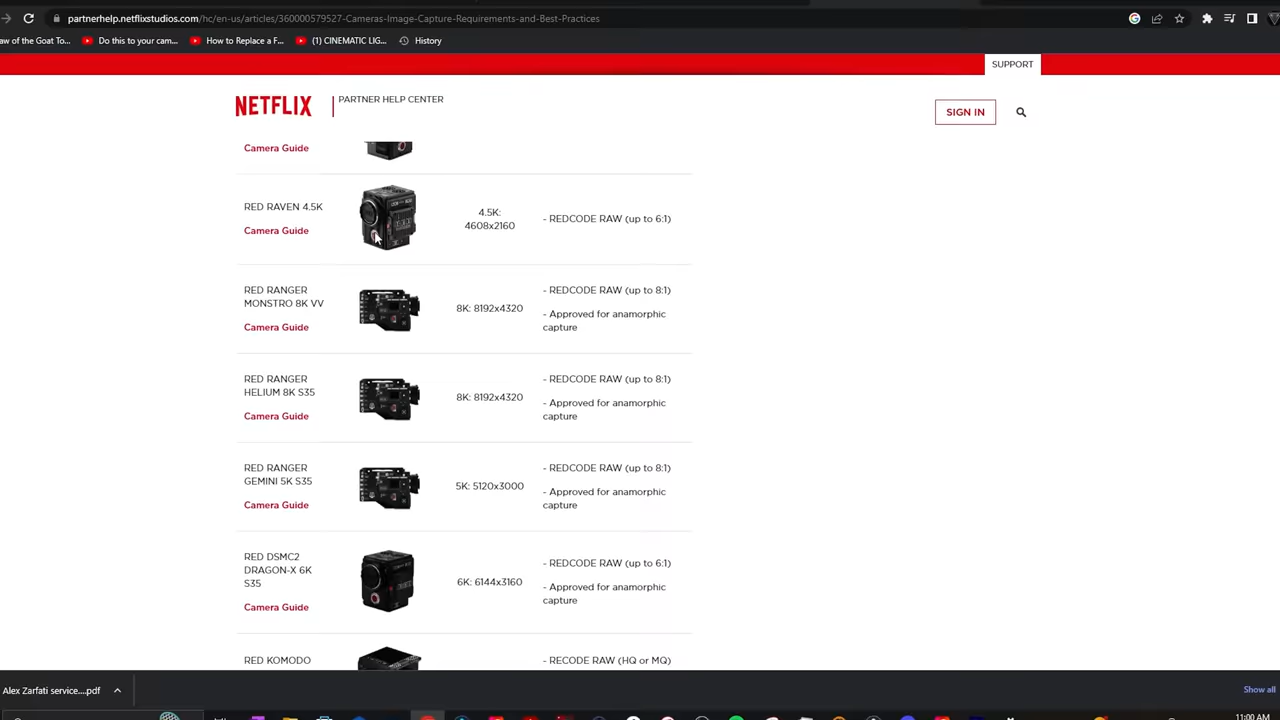 partnerhelp.netflixstudios.com/hc/en-us/articles/360000579527-Cameras-Image-Capture-Requirements-and-Best-Practices
aw of the Goat To... Do this to your cam... How to Replace a F... (1) CINEMATIC LIG... History
SUPPORT
NETFLIX PARTNER HELP CENTER
SIGN IN
Camera Guide
RED RAVEN 4.5K
Camera Guide
4.5K:
4608x2160
- REDCODE RAW (up to 6:1)
RED RANGER
MONSTRO 8K VV
Camera Guide
8K: 8192x4320
- REDCODE RAW (up to 8:1)
- Approved for anamorphic
capture
RED RANGER
HELIUM 8K S35
Camera Guide
8K: 8192x4320
- REDCODE RAW (up to 8:1)
- Approved for anamorphic
capture
RED RANGER
GEMINI 5K S35
Camera Guide
5K: 5120x3000
- REDCODE RAW (up to 8:1)
- Approved for anamorphic
capture
RED DSMC2
DRAGON-X 6K
S35
Camera Guide
6K: 6144x3160
- REDCODE RAW (up to 6:1)
- Approved for anamorphic
capture
RED KOMODO
- RECODE RAW (HQ or MQ)
Alex Zarfati service....pdf
Show all
11:00 AM